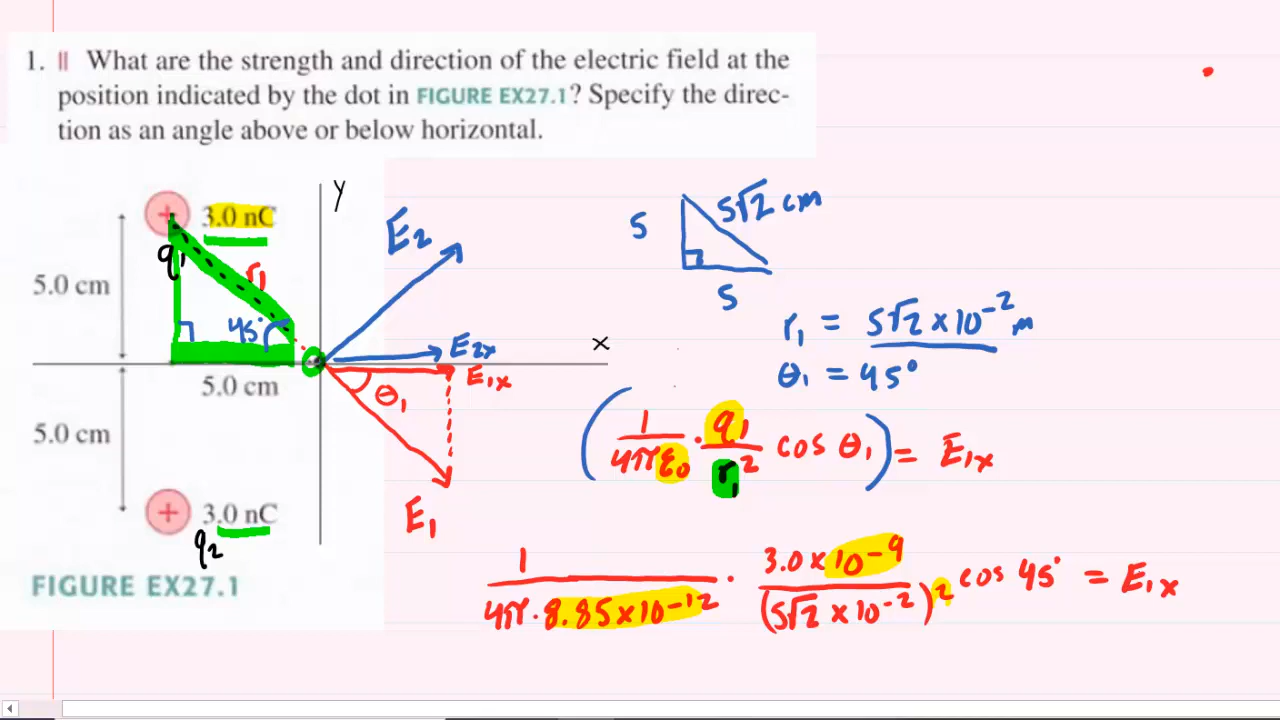 1. || What are the strength and direction of the electric field at the
position indicated by the dot in FIGURE EX27.1? Specify the direc-
tion as an angle above or below horizontal.
y
3.0 nC
q1
r1
5.0 cm
45°
E2
E2x
E1x
x
θ1
5.0 cm
5.0 cm
E1
3.0 nC
q2
FIGURE EX27.1
5
5√2 cm
5
r1 = 5√2 × 10^-2 m
θ1 = 45°
(1/(4πε0) · q1/r1^2 cos θ1) = E1x
1/(4π · 8.85 × 10^-12) · 3.0 × 10^-9/(5√2 × 10^-2)^2 cos 45° = E1x